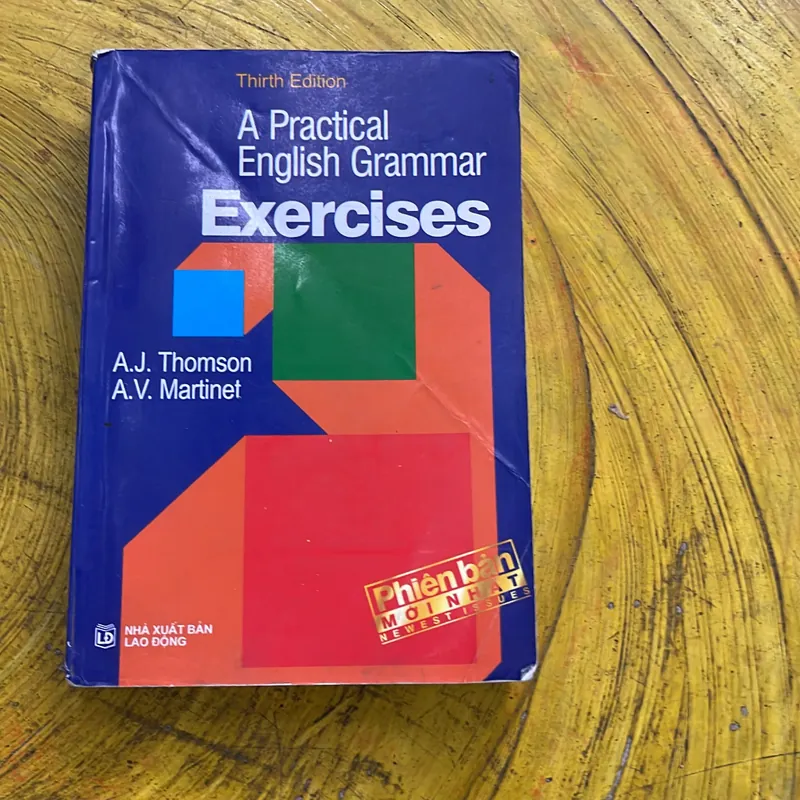 Thirth Edition
A Practical
English Grammar
Exercises
A.J. Thomson
A.V. Martinet
Phiên bản
MỚI NHẤT
NEWEST ISSUES
LĐ
NHÀ XUẤT BẢN
LAO ĐỘNG